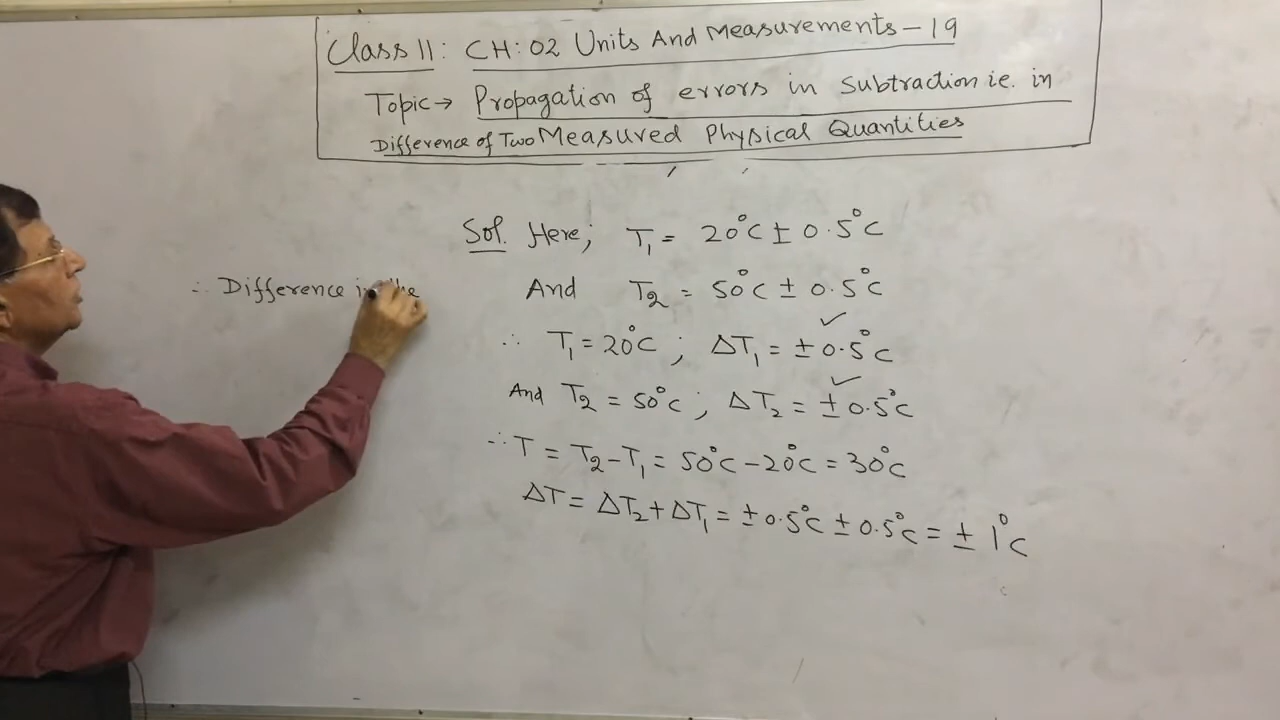 Class 11: CH: 02 Units And Measurements - 19
Topic → Propagation of errors in Subtraction ie. in
Difference of Two Measured Physical Quantities
Sol. Here; T₁ = 20°C ± 0.5°C
And T₂ = 50°C ± 0.5°C
∴ T₁ = 20°C ; ΔT₁ = ± 0.5°C
And T₂ = 50°C ; ΔT₂ = ± 0.5°C
∴ T = T₂ - T₁ = 50°C - 20°C = 30°C
ΔT = ΔT₂ + ΔT₁ = ± 0.5°C ± 0.5°C = ± 1°C
∴ Difference in the